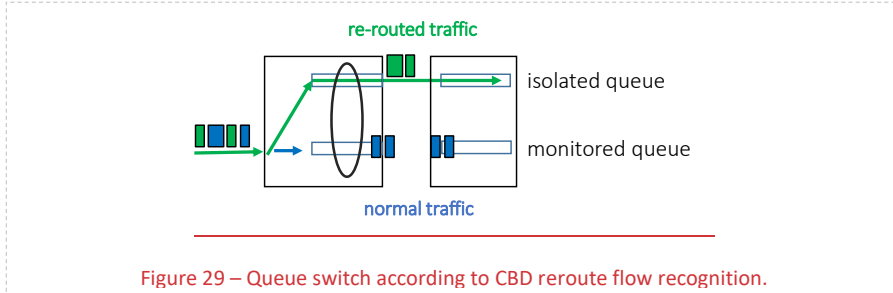 re-routed traffic
isolated queue
monitored queue
normal traffic
Figure 29 – Queue switch according to CBD reroute flow recognition.